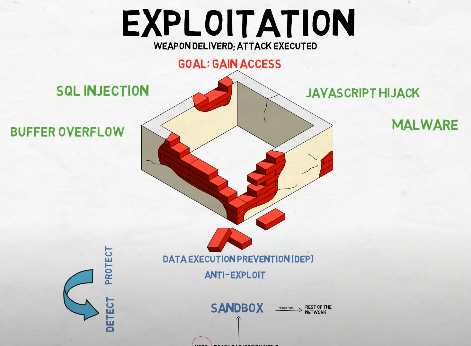 EXPLOITATION
WEAPON DELIVERD; ATTACK EXECUTED
GOAL: GAIN ACCESS
SQL INJECTION
JAVASCRIPT HIJACK
BUFFER OVERFLOW
MALWARE
DATA EXECUTION PREVENTION (DEP)
ANTI-EXPLOIT
PROTECT
DETECT
SANDBOX
REST OF THE
NETWORK